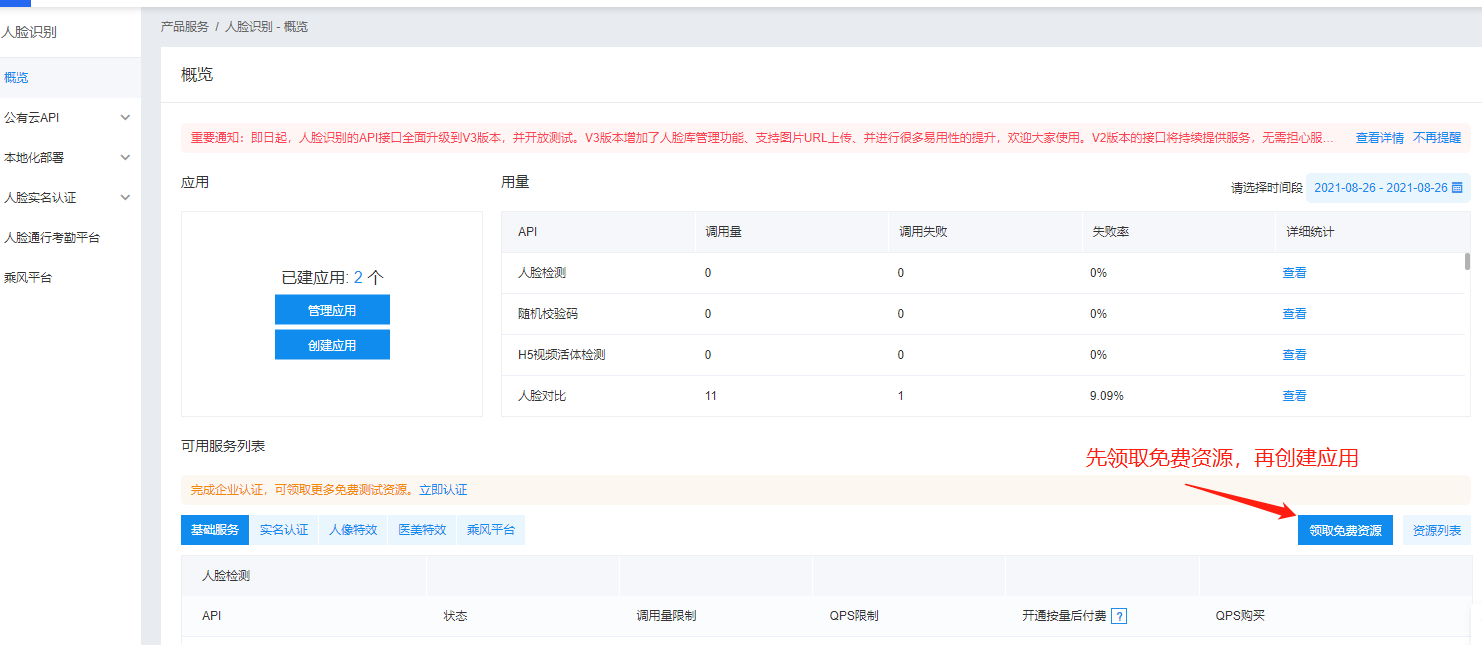 人脸识别
产品服务 / 人脸识别 - 概览
概览
公有云API
本地化部署
人脸实名认证
人脸通行考勤平台
乘风平台
概览
重要通知：即日起，人脸识别的API接口全面升级到V3版本，并开放测试。V3版本增加了人脸库管理功能、支持图片URL上传、并进行很多易用性的提升，欢迎大家使用。V2版本的接口将持续提供服务，无需担心服... 查看详情 不再提醒
应用
已建应用: 2 个
管理应用
创建应用
用量
请选择时间段 2021-08-26 - 2021-08-26
API 调用量 调用失败 失败率 详细统计
人脸检测 0 0 0% 查看
随机校验码 0 0 0% 查看
H5视频活体检测 0 0 0% 查看
人脸对比 11 1 9.09% 查看
可用服务列表
先领取免费资源，再创建应用
完成企业认证，可领取更多免费测试资源。立即认证
基础服务 实名认证 人像特效 医美特效 乘风平台 领取免费资源 资源列表
人脸检测
API 状态 调用量限制 QPS限制 开通按量后付费 ? QPS购买